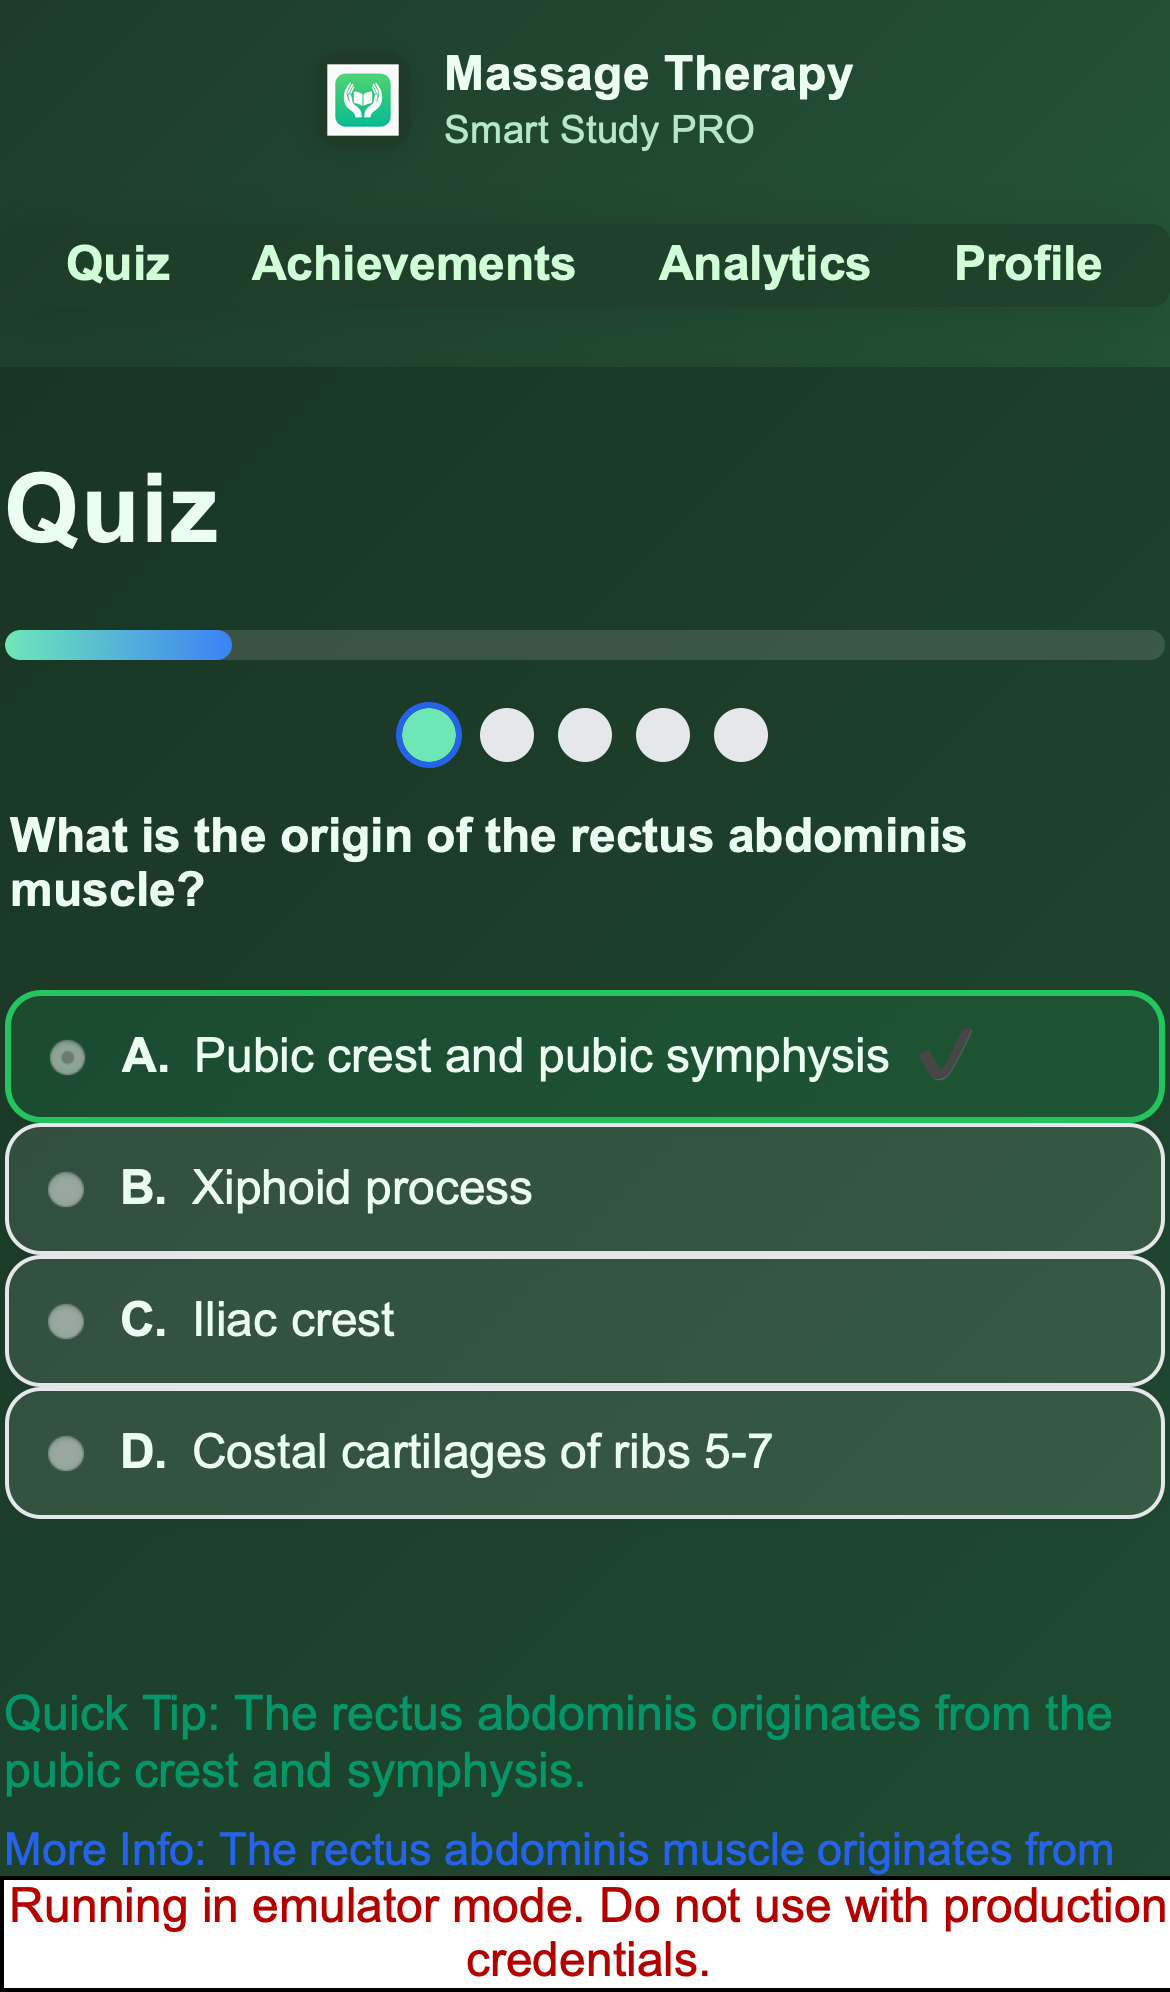 Massage Therapy
Smart Study PRO
Quiz Achievements Analytics Profile
Quiz
What is the origin of the rectus abdominis
muscle?
A. Pubic crest and pubic symphysis ✓
B. Xiphoid process
C. Iliac crest
D. Costal cartilages of ribs 5-7
Quick Tip: The rectus abdominis originates from the
pubic crest and symphysis.
More Info: The rectus abdominis muscle originates from
Running in emulator mode. Do not use with production
credentials.